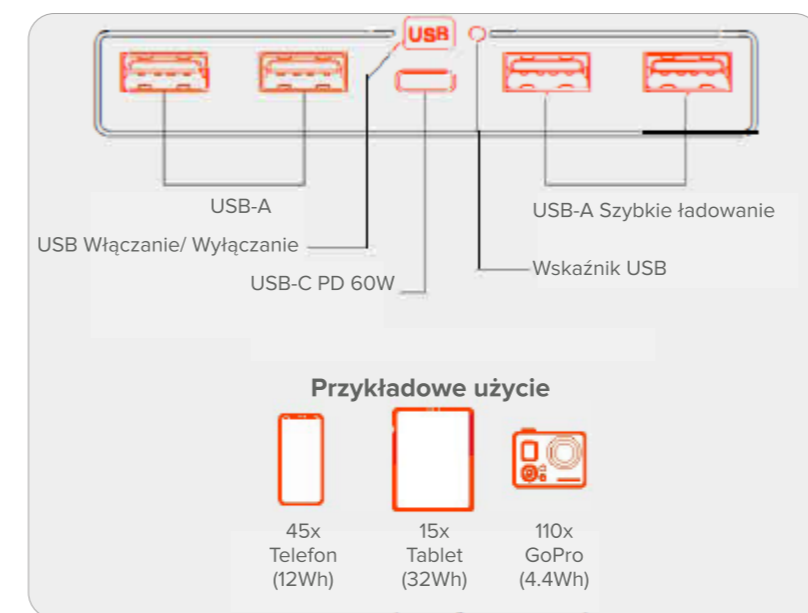 USB
USB-A
USB-A Szybkie ładowanie
USB Włączanie/ Wyłączanie
Wskaźnik USB
USB-C PD 60W
Przykładowe użycie
45x
Telefon
(12Wh)
15x
Tablet
(32Wh)
110x
GoPro
(4.4Wh)